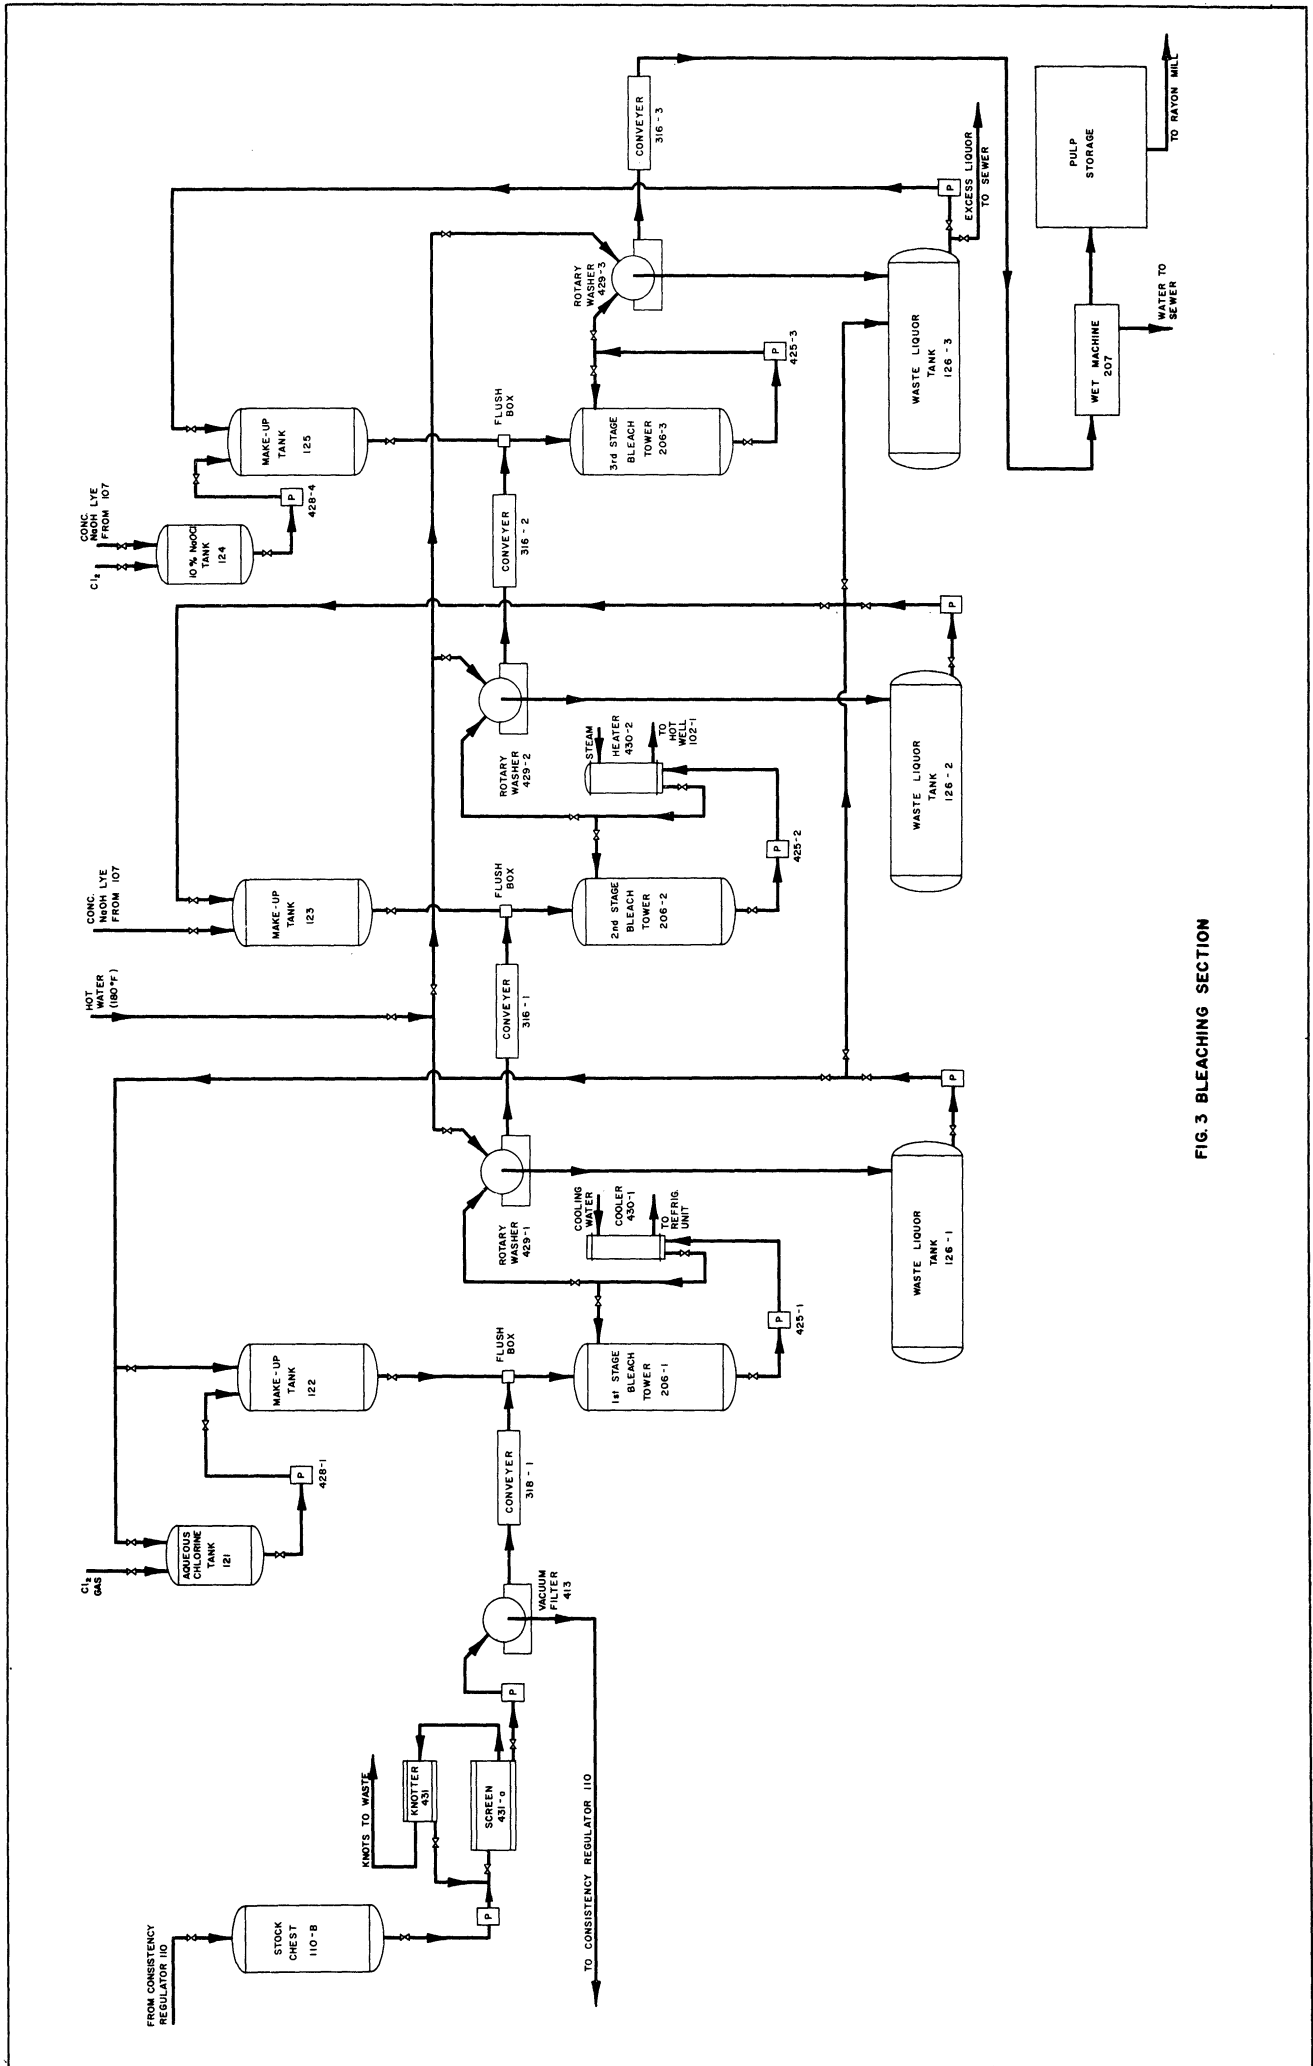 FROM CONSISTENCY
REGULATOR 110
STOCK
CHEST
110-B
P
KNOTS TO WASTE
KNOTTER
431
SCREEN
431-a
P
VACUUM
FILTER
413
TO CONSISTENCY REGULATOR 110
Cl2
GAS
AQUEOUS
CHLORINE
TANK
121
P
428-1
CONVEYER
318-1
MAKE-UP
TANK
122
FLUSH
BOX
1st STAGE
BLEACH
TOWER
206-1
P
425-1
COOLING
WATER
COOLER
430-1
TO
REFRIG.
UNIT
ROTARY
WASHER
429-1
WASTE LIQUOR
TANK
126-1
P
HOT
WATER
(180°F)
CONVEYER
316-1
CONC.
NaOH LYE
FROM 107
MAKE-UP
TANK
123
FLUSH
BOX
2nd STAGE
BLEACH
TOWER
206-2
P
425-2
STEAM
HEATER
430-2
TO
HOT
WELL
102-1
ROTARY
WASHER
429-2
WASTE LIQUOR
TANK
126-2
P
CONVEYER
316-2
Cl2
CONC.
NaOH LYE
FROM 107
10% NaOCl
TANK
124
P
428-4
MAKE-UP
TANK
125
FLUSH
BOX
3rd STAGE
BLEACH
TOWER
206-3
P
425-3
ROTARY
WASHER
429-3
WASTE LIQUOR
TANK
126-3
P
EXCESS LIQUOR
TO SEWER
CONVEYER
316-3
WET MACHINE
207
WATER TO
SEWER
PULP
STORAGE
TO RAYON MILL
FIG. 3 BLEACHING SECTION